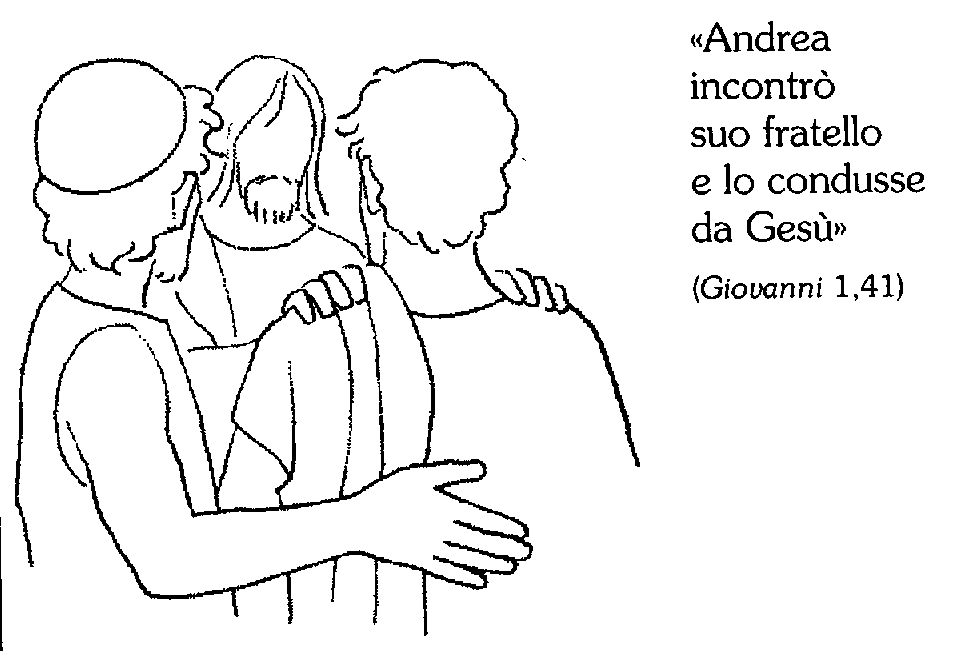 «Andrea
incontrò
suo fratello
e lo condusse
da Gesù»
(Giovanni 1,41)